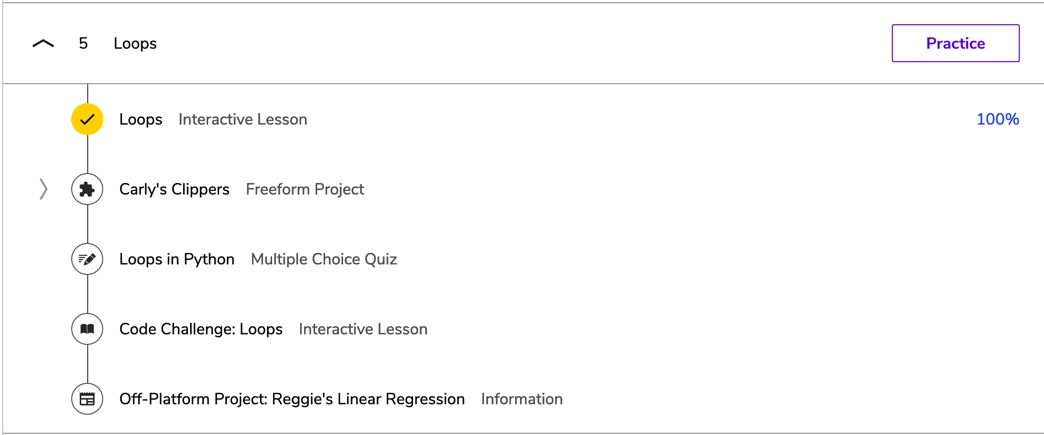 5 Loops Practice
Loops Interactive Lesson 100%
Carly's Clippers Freeform Project
Loops in Python Multiple Choice Quiz
Code Challenge: Loops Interactive Lesson
Off-Platform Project: Reggie's Linear Regression Information